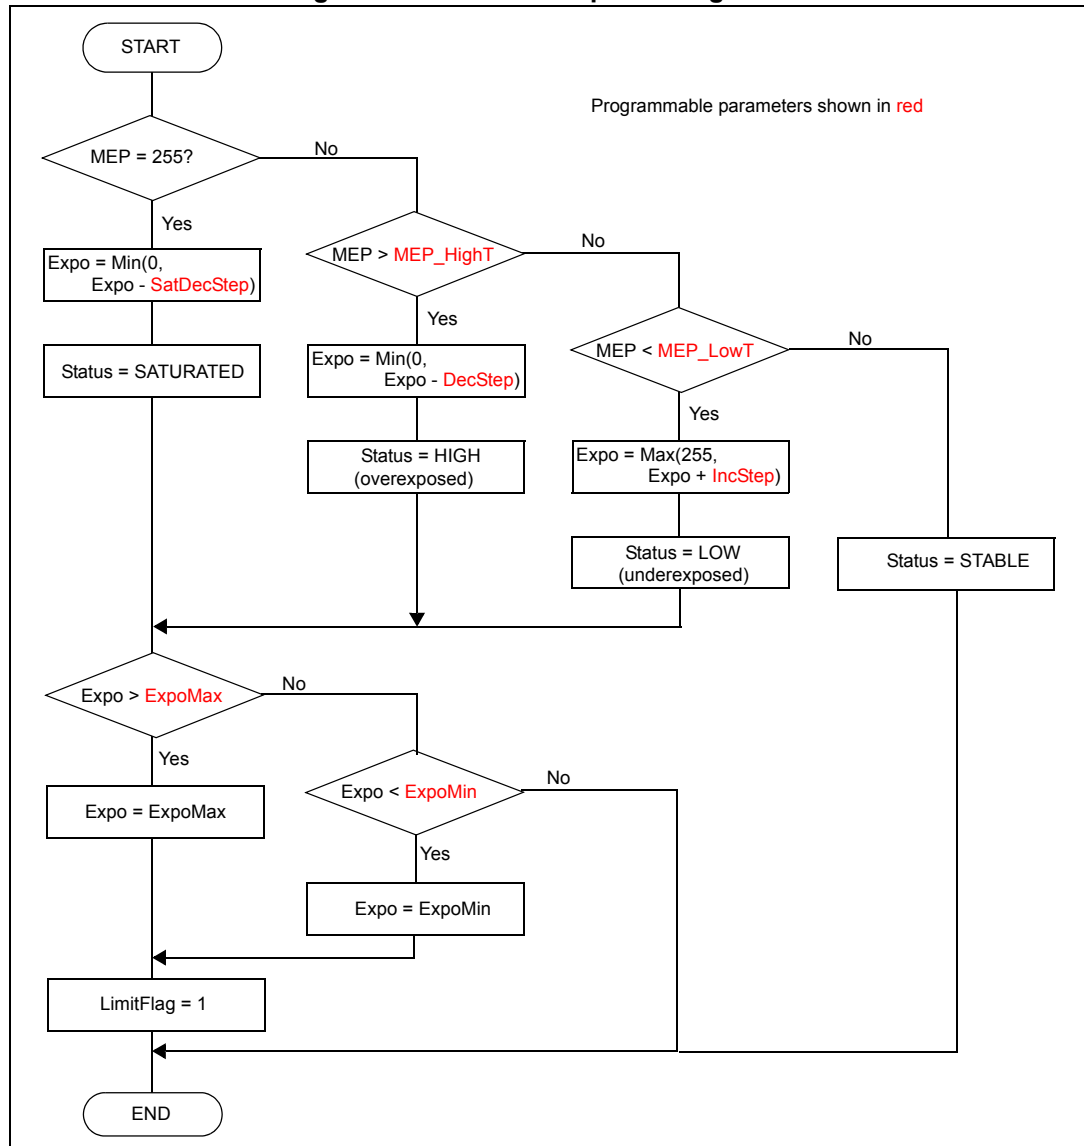 START
Programmable parameters shown in red
MEP = 255?
No
Yes
MEP > MEP_HighT
No
Expo = Min(0,
Expo - SatDecStep)
Yes
MEP < MEP_LowT
No
Status = SATURATED
Expo = Min(0,
Expo - DecStep)
Yes
Status = HIGH
(overexposed)
Expo = Max(255,
Expo + IncStep)
Status = LOW
(underexposed)
Status = STABLE
Expo > ExpoMax
No
Yes
Expo < ExpoMin
No
Expo = ExpoMax
Yes
Expo = ExpoMin
LimitFlag = 1
END